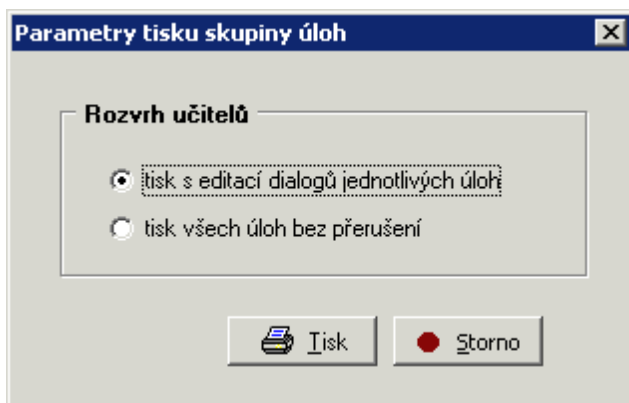 Parametry tisku skupiny úloh
Rozvrh učitelů
tisk s editací dialogů jednotlivých úloh
tisk všech úloh bez přerušení
Tisk
Storno